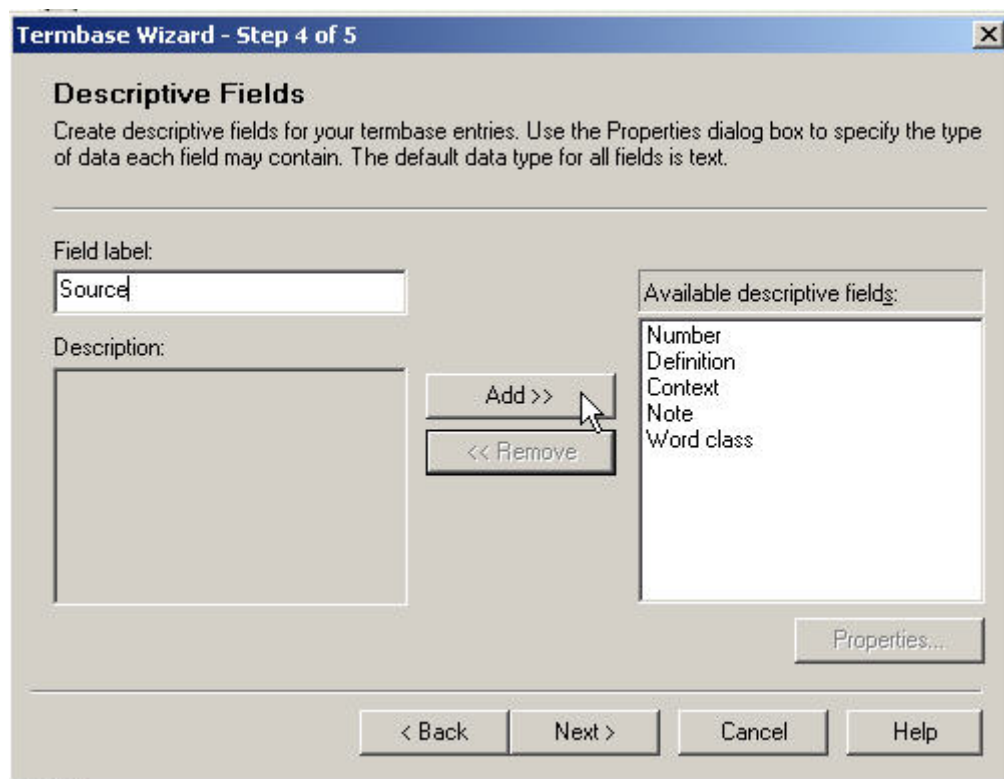 Termbase Wizard - Step 4 of 5
Descriptive Fields
Create descriptive fields for your termbase entries. Use the Properties dialog box to specify the type
of data each field may contain. The default data type for all fields is text.
Field label:
Source
Description:
Add >>
<< Remove
Available descriptive fields:
Number
Definition
Context
Note
Word class
Properties...
< Back
Next >
Cancel
Help